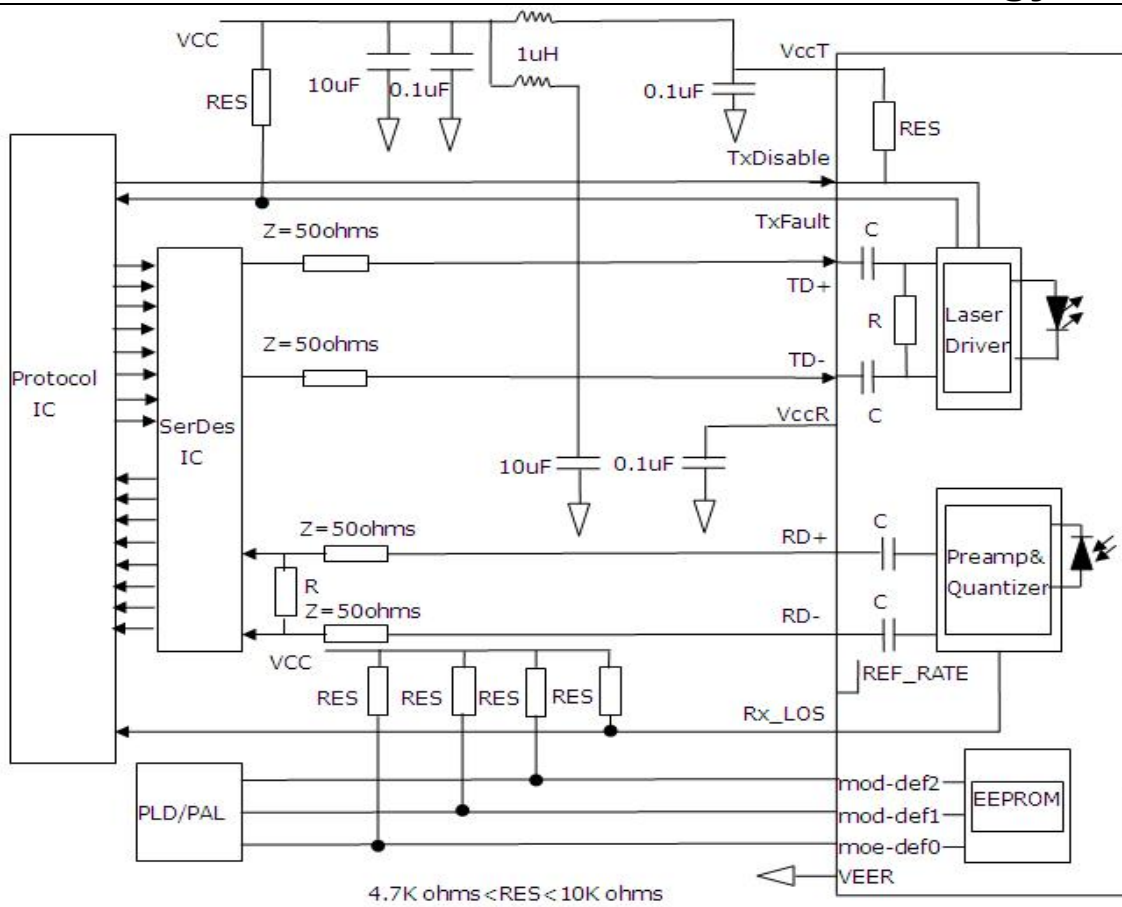 VCC
1uH
VccT
10uF
0.1uF
0.1uF
RES
RES
TxDisable
TxFault
Z=50ohms
C
TD+
R
Laser
Driver
Z=50ohms
TD-
C
Protocol
IC
SerDes
IC
VccR
10uF
0.1uF
Z=50ohms
RD+
C
Preamp&
Quantizer
R
Z=50ohms
RD-
C
VCC
REF_RATE
RES
RES
RES
RES
Rx_LOS
PLD/PAL
mod-def2
EEPROM
mod-def1
moe-def0
VEER
4.7K ohms<RES<10K ohms